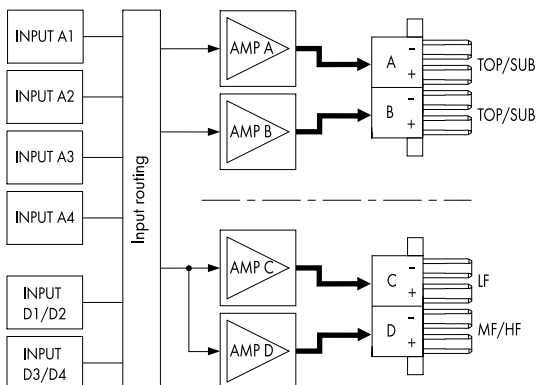 INPUT A1
INPUT A2
INPUT A3
INPUT A4
INPUT
D1/D2
INPUT
D3/D4
Input routing
AMP A
AMP B
AMP C
AMP D
A
-
+
B
-
+
TOP/SUB
TOP/SUB
C
-
+
D
-
+
LF
MF/HF